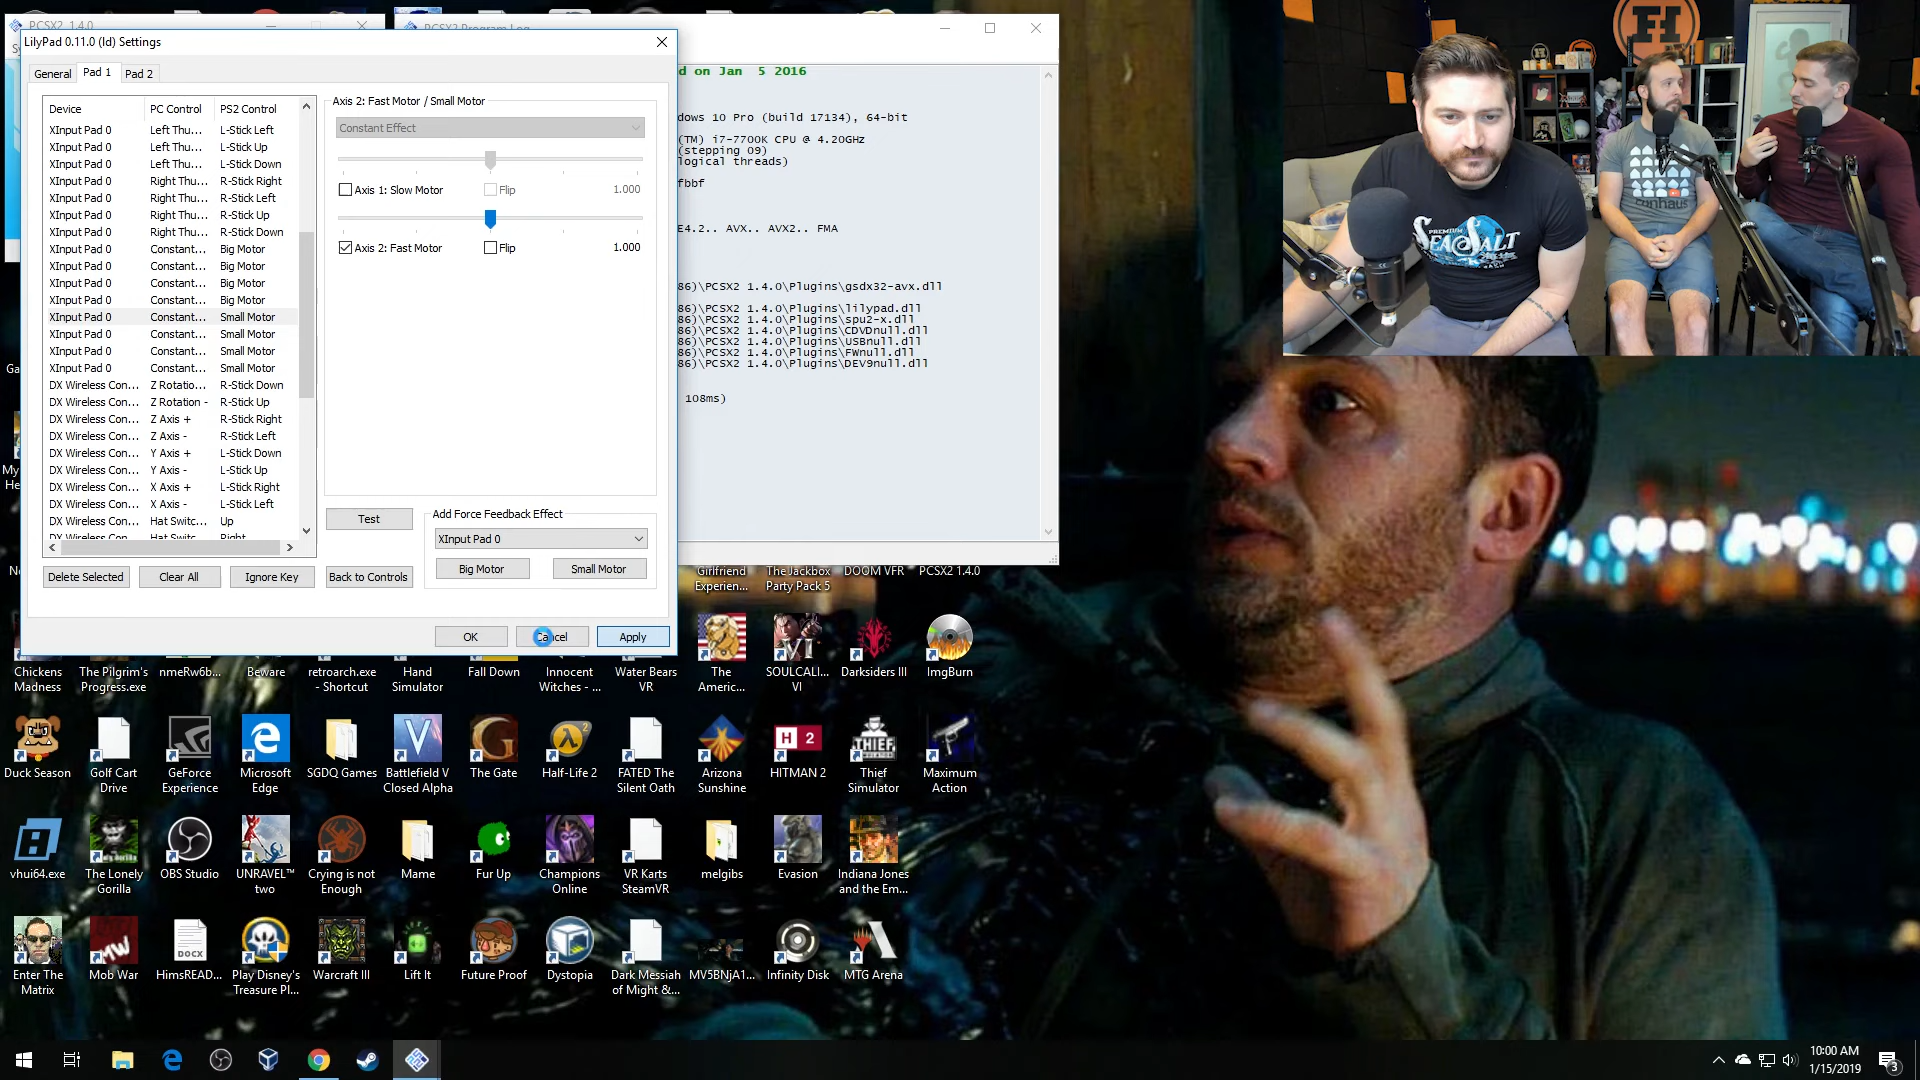 PCSX2 1.4.0
PCSX2 Program Log
LilyPad 0.11.0 (ld) Settings
General
Pad 1
Pad 2
Device PC Control PS2 Control
XInput Pad 0 Left Thu... L-Stick Left
XInput Pad 0 Left Thu... L-Stick Up
XInput Pad 0 Left Thu... L-Stick Down
XInput Pad 0 Right Thu... R-Stick Right
XInput Pad 0 Right Thu... R-Stick Left
XInput Pad 0 Right Thu... R-Stick Up
XInput Pad 0 Right Thu... R-Stick Down
XInput Pad 0 Constant... Big Motor
XInput Pad 0 Constant... Big Motor
XInput Pad 0 Constant... Big Motor
XInput Pad 0 Constant... Big Motor
XInput Pad 0 Constant... Small Motor
XInput Pad 0 Constant... Small Motor
XInput Pad 0 Constant... Small Motor
XInput Pad 0 Constant... Small Motor
DX Wireless Con... Z Rotatio... R-Stick Down
DX Wireless Con... Z Rotation - R-Stick Up
DX Wireless Con... Z Axis + R-Stick Right
DX Wireless Con... Z Axis - R-Stick Left
DX Wireless Con... Y Axis + L-Stick Down
DX Wireless Con... Y Axis - L-Stick Up
DX Wireless Con... X Axis + L-Stick Right
DX Wireless Con... X Axis - L-Stick Left
DX Wireless Con... Hat Switc... Up
DX Wireless Con... Hat Switc... Right
Axis 2: Fast Motor / Small Motor
Constant Effect
Axis 1: Slow Motor Flip 1.000
Axis 2: Fast Motor Flip 1.000
Test
Add Force Feedback Effect
XInput Pad 0
Big Motor
Small Motor
Delete Selected
Clear All
Ignore Key
Back to Controls
OK
Cancel
Apply
d on Jan 5 2016
dows 10 Pro (build 17134), 64-bit
(TM) i7-7700K CPU @ 4.20GHz
(stepping 09)
logical threads)
fbbf
E4.2.. AVX.. AVX2.. FMA
86)\PCSX2 1.4.0\Plugins\gsdx32-avx.dll
86)\PCSX2 1.4.0\Plugins\lilypad.dll
86)\PCSX2 1.4.0\Plugins\spu2-x.dll
86)\PCSX2 1.4.0\Plugins\CDVDnull.dll
86)\PCSX2 1.4.0\Plugins\USBnull.dll
86)\PCSX2 1.4.0\Plugins\FWnull.dll
86)\PCSX2 1.4.0\Plugins\DEV9null.dll
108ms)
PREMIUM
SEASALT
cohhaus
Girlfriend
Experien...
The Jackbox
Party Pack 5
DOOM VFR
PCSX2 1.4.0
Chickens
Madness
The Pilgrim's
Progress.exe
nmeRw6b...
Beware
retroarch.exe
- Shortcut
Hand
Simulator
Fall Down
Innocent
Witches - ...
Water Bears
VR
The
Americ...
SOULCALI...
VI
Darksiders III
ImgBurn
Duck Season
Golf Cart
Drive
GeForce
Experience
Microsoft
Edge
SGDQ Games
Battlefield V
Closed Alpha
The Gate
Half-Life 2
FATED The
Silent Oath
Arizona
Sunshine
HITMAN 2
Thief
Simulator
Maximum
Action
vhui64.exe
The Lonely
Gorilla
OBS Studio
UNRAVEL™
two
Crying is not
Enough
Mame
Fur Up
Champions
Online
VR Karts
SteamVR
melgibs
Evasion
Indiana Jones
and the Em...
Enter The
Matrix
Mob War
HimsREAD...
Play Disney's
Treasure Pl...
Warcraft III
Lift It
Future Proof
Dystopia
Dark Messiah
of Might &...
MV5BNjA1...
Infinity Disk
MTG Arena
10:00 AM
1/15/2019
3